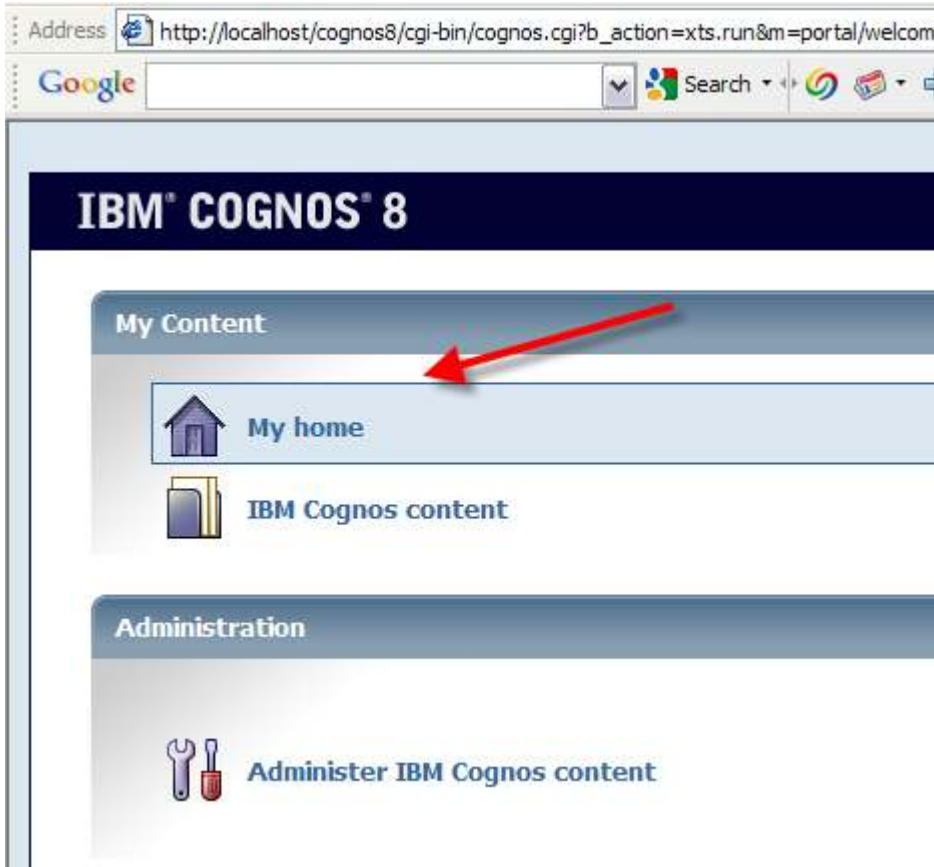 Address http://localhost/cognos8/cgi-bin/cognos.cgi?b_action=xts.run&m=portal/welcom
Google Search
IBM® COGNOS® 8
My Content
My home
IBM Cognos content
Administration
Administer IBM Cognos content